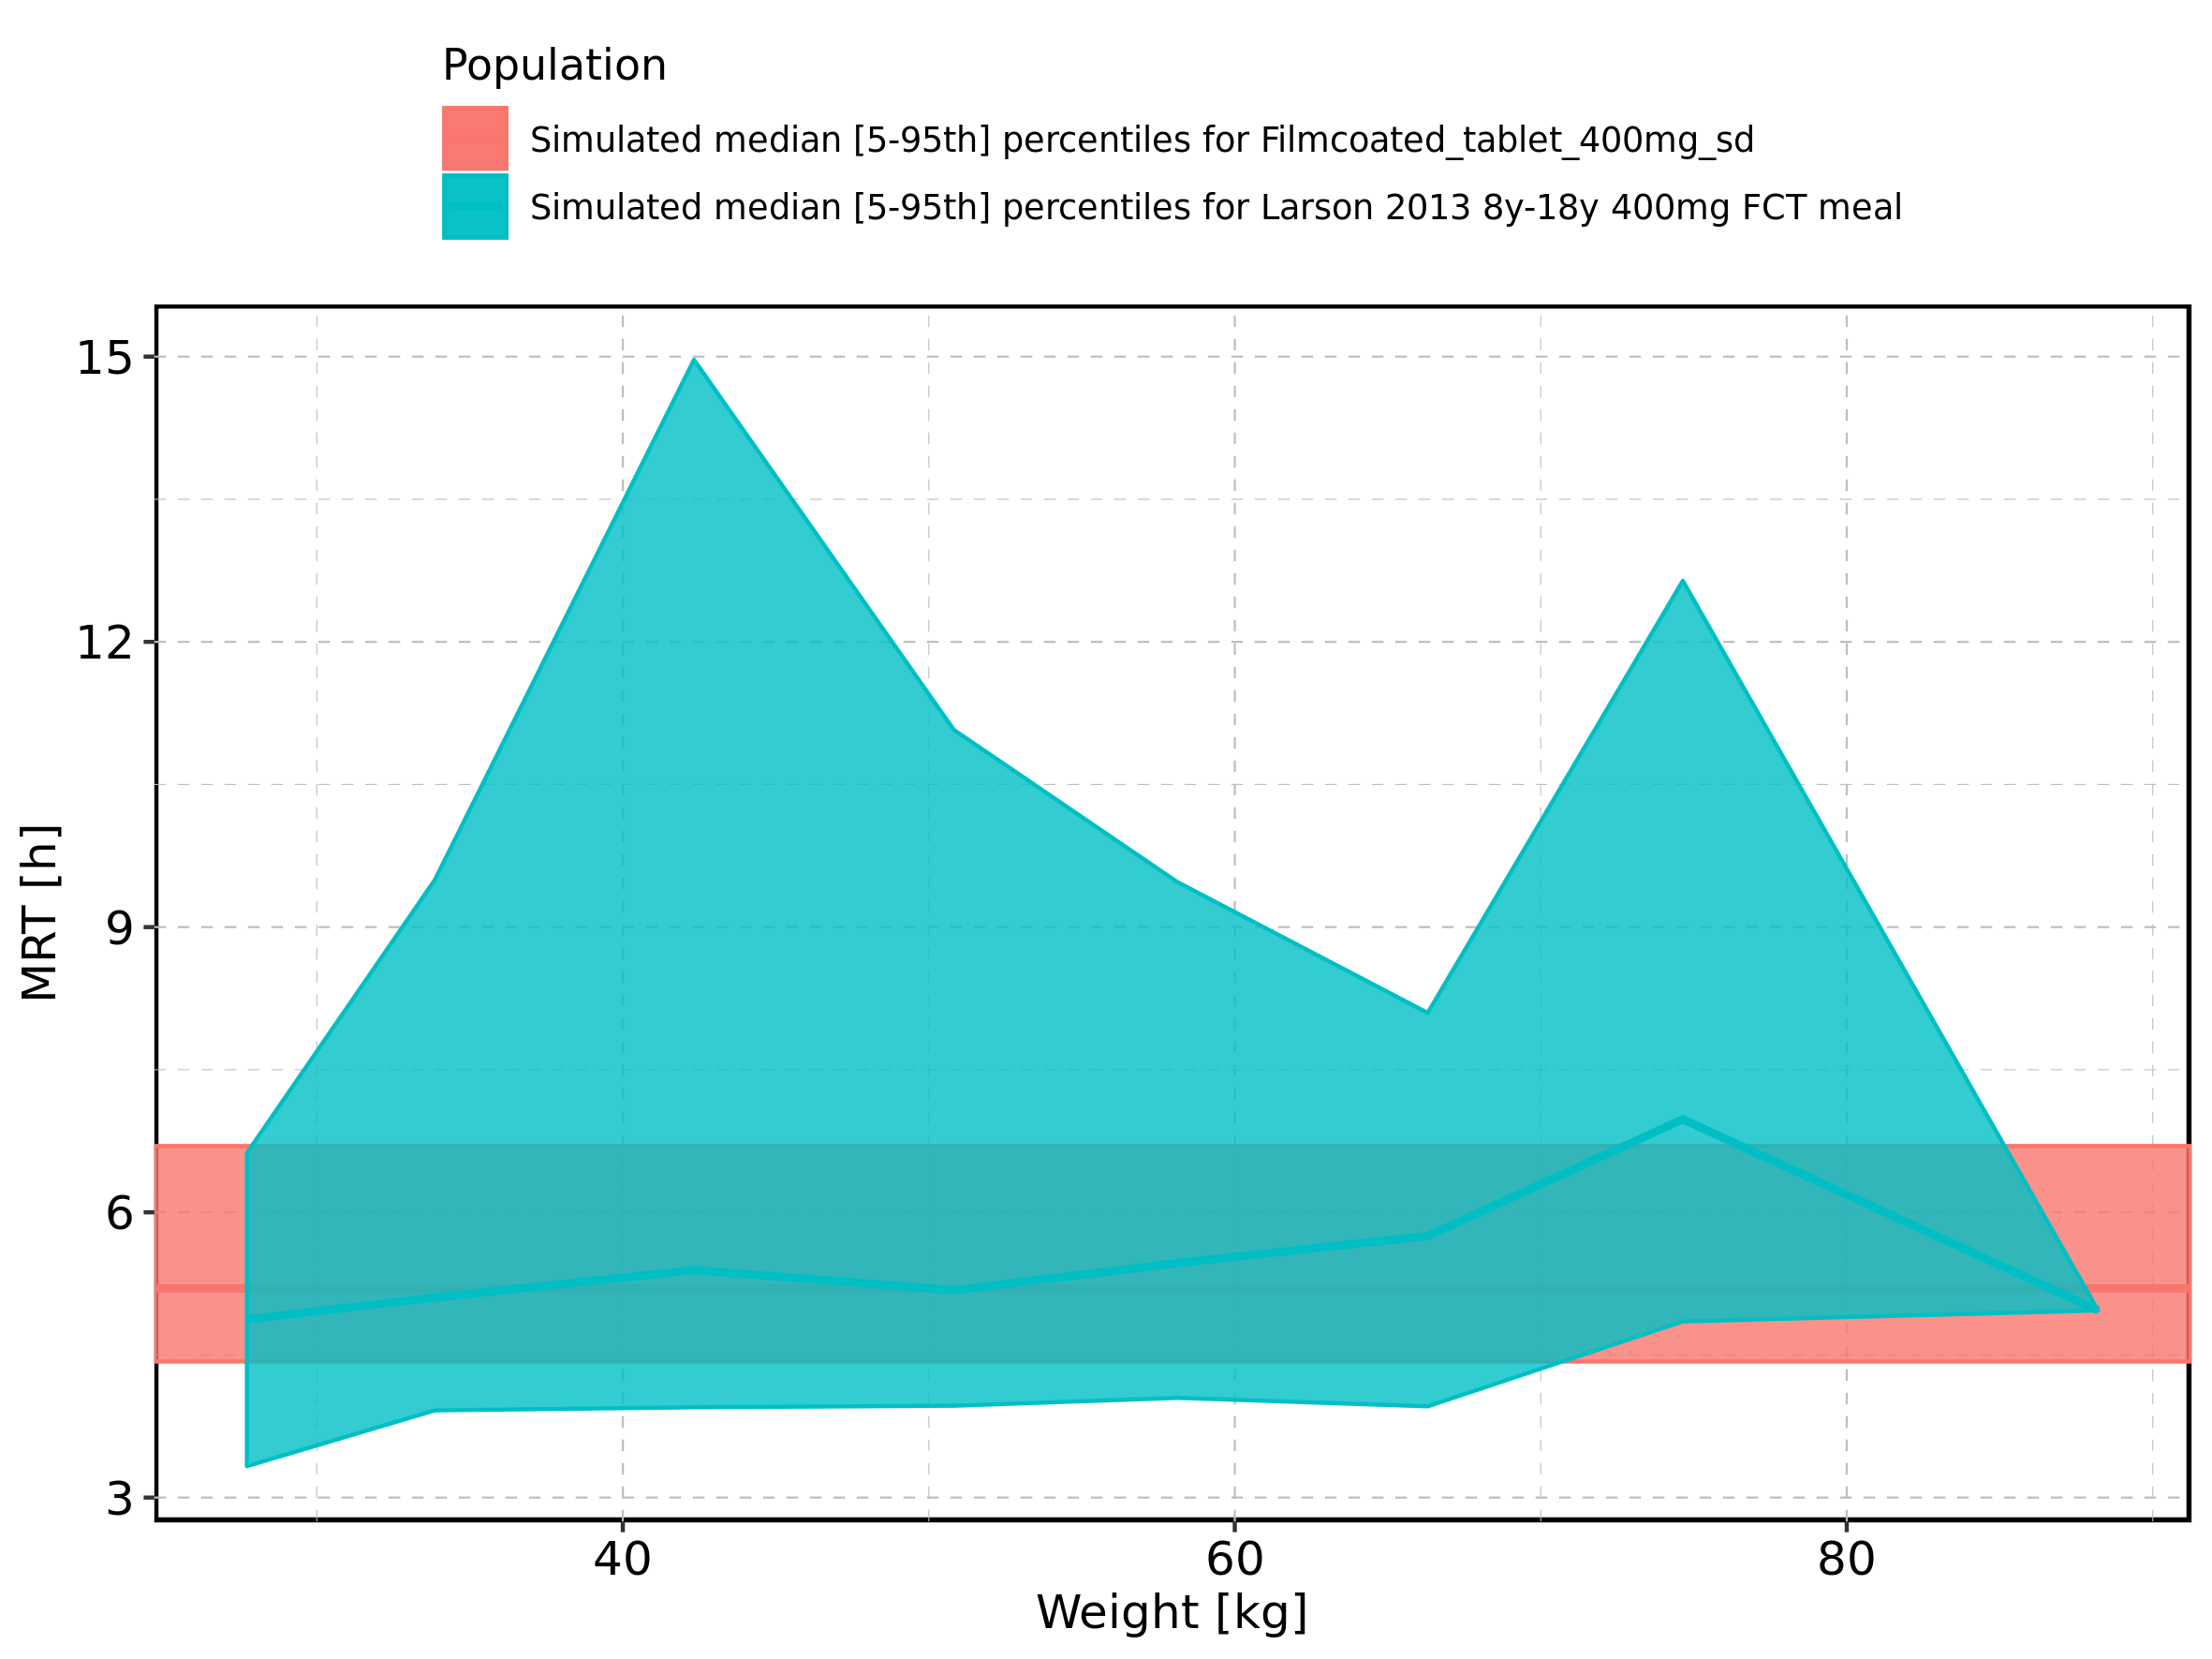 Population
Simulated median [5-95th] percentiles for Filmcoated_tablet_400mg_sd
Simulated median [5-95th] percentiles for Larson 2013 8y-18y 400mg FCT meal
15
12
9
6
3
MRT [h]
40 60 80
Weight [kg]